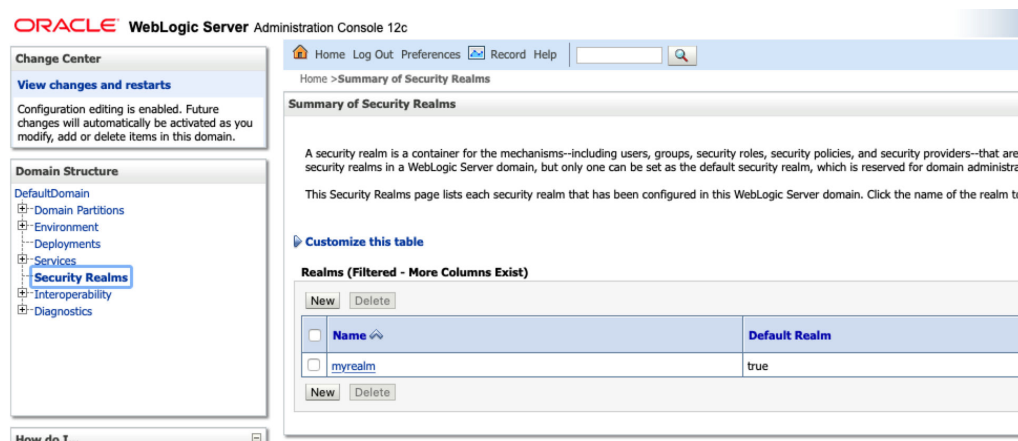 ORACLE WebLogic Server Administration Console 12c
Change Center
View changes and restarts
Configuration editing is enabled. Future
changes will automatically be activated as you
modify, add or delete items in this domain.
Domain Structure
DefaultDomain
Domain Partitions
Environment
Deployments
Services
Security Realms
Interoperability
Diagnostics
How do I
Home Log Out Preferences Record Help
Home >Summary of Security Realms
Summary of Security Realms
A security realm is a container for the mechanisms--including users, groups, security roles, security policies, and security providers--that are
security realms in a WebLogic Server domain, but only one can be set as the default security realm, which is reserved for domain administra
This Security Realms page lists each security realm that has been configured in this WebLogic Server domain. Click the name of the realm t
Customize this table
Realms (Filtered - More Columns Exist)
New Delete
Name Default Realm
myrealm true
New Delete